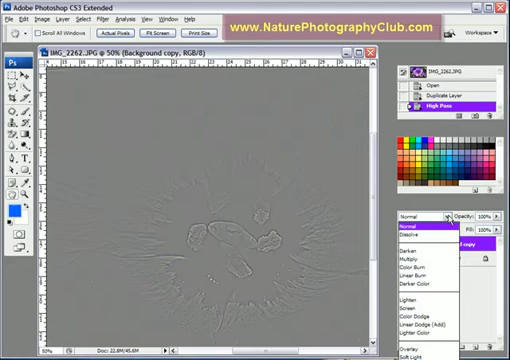 Adobe Photoshop CS3 Extended
www.NaturePhotographyClub.com
File Edit Image Layer Select Filter Analysis View Window Help
Scroll All Windows Actual Pixels Fit Screen Print Size Workspace
Ps IMG_2262.JPG @ 50% (Background copy, RGB/8)
IMG_2262.JPG
Open
Duplicate Layer
High Pass
Normal Opacity: 100%
Normal Fill: 100%
Dissolve
copy
Darken
Multiply
Color Burn
Linear Burn
Darker Color
Lighten
Screen
Color Dodge
Linear Dodge (Add)
Lighter Color
Overlay
Soft Light
50% Doc: 22.8M/45.6M